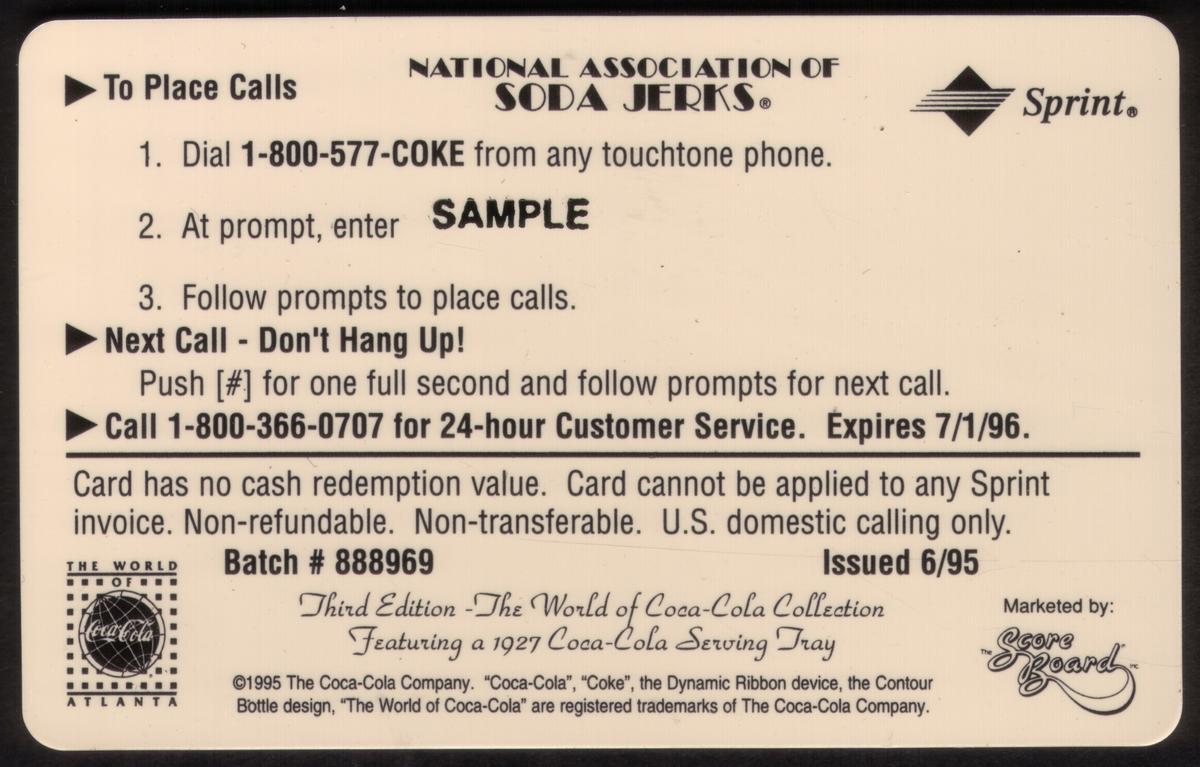 To Place Calls
NATIONAL ASSOCIATION OF
SODA JERKS®
Sprint®
1. Dial 1-800-577-COKE from any touchtone phone.
2. At prompt, enter SAMPLE
3. Follow prompts to place calls.
Next Call - Don't Hang Up!
Push [#] for one full second and follow prompts for next call.
Call 1-800-366-0707 for 24-hour Customer Service. Expires 7/1/96.
Card has no cash redemption value. Card cannot be applied to any Sprint
invoice. Non-refundable. Non-transferable. U.S. domestic calling only.
Batch # 888969
Issued 6/95
THE WORLD
OF
Coca-Cola
ATLANTA
Third Edition -The World of Coca-Cola Collection
Featuring a 1927 Coca-Cola Serving Tray
©1995 The Coca-Cola Company. “Coca-Cola”, “Coke”, the Dynamic Ribbon device, the Contour
Bottle design, “The World of Coca-Cola” are registered trademarks of The Coca-Cola Company.
Marketed by:
The Score
Board Inc